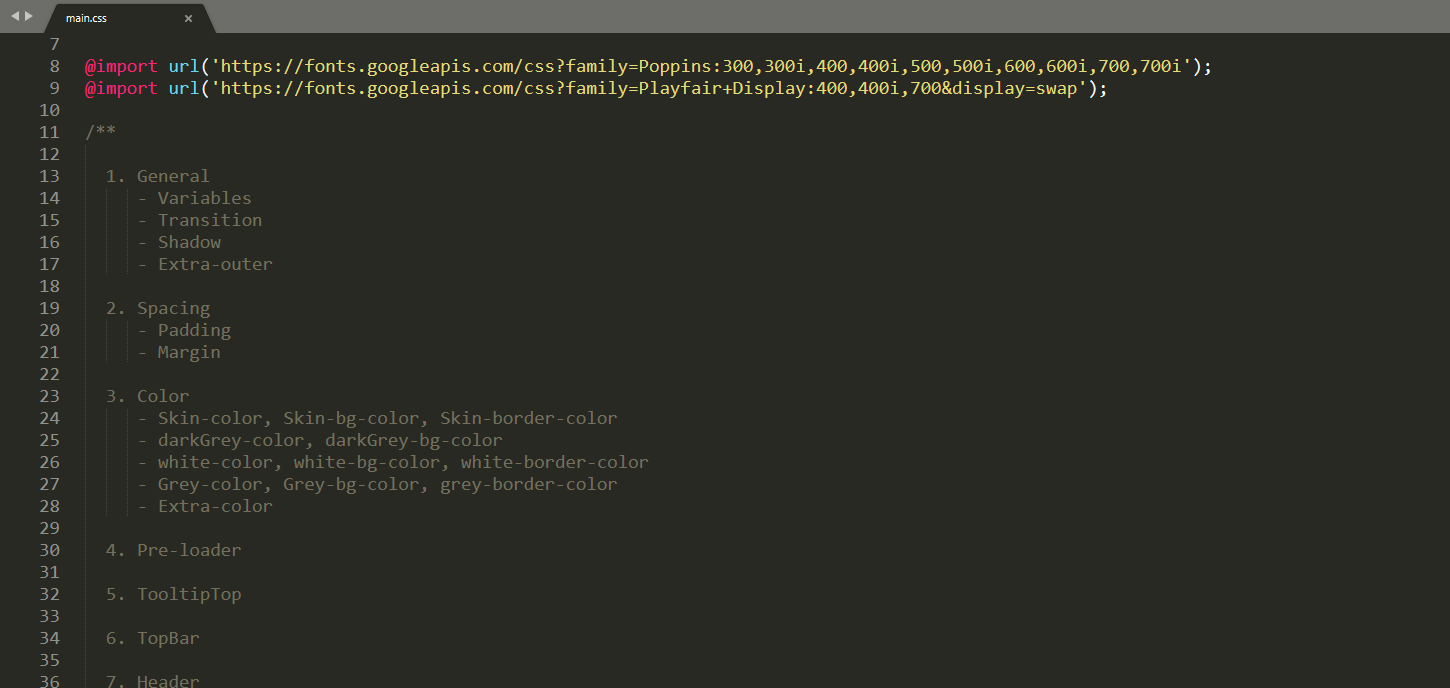 main.css ×
7
8 @import url('https://fonts.googleapis.com/css?family=Poppins:300,300i,400,400i,500,500i,600,600i,700,700i');
9 @import url('https://fonts.googleapis.com/css?family=Playfair+Display:400,400i,700&display=swap');
10
11 /**
12
13 1. General
14 - Variables
15 - Transition
16 - Shadow
17 - Extra-outer
18
19 2. Spacing
20 - Padding
21 - Margin
22
23 3. Color
24 - Skin-color, Skin-bg-color, Skin-border-color
25 - darkGrey-color, darkGrey-bg-color
26 - white-color, white-bg-color, white-border-color
27 - Grey-color, Grey-bg-color, grey-border-color
28 - Extra-color
29
30 4. Pre-loader
31
32 5. TooltipTop
33
34 6. TopBar
35
36 7. Header